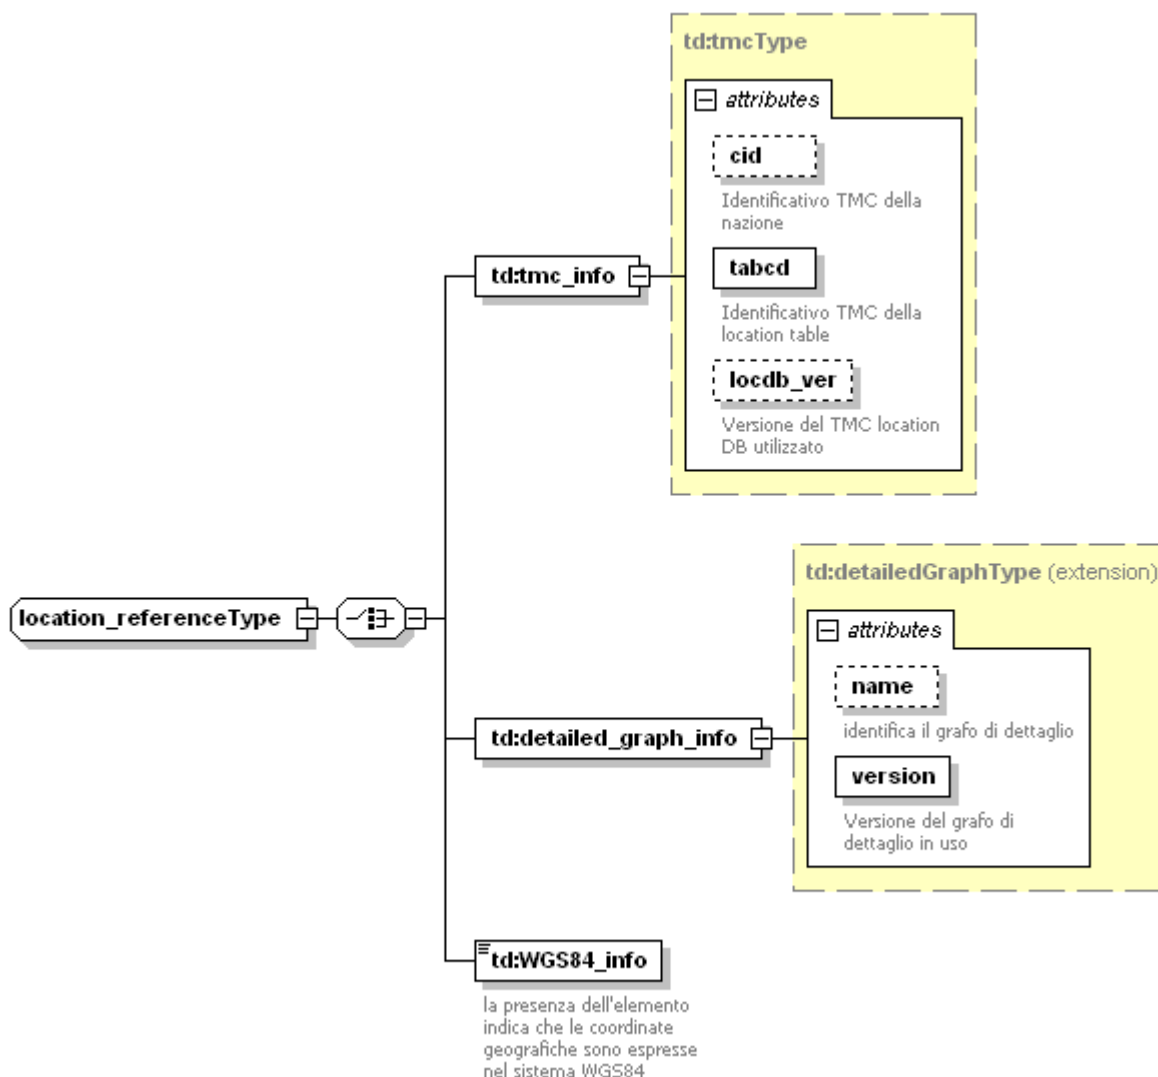 td:tmcType
attributes
cid
Identificativo TMC della
nazione
tabcd
Identificativo TMC della
location table
locdb_ver
Versione del TMC location
DB utilizzato
td:tmc_info
location_referenceType
td:detailedGraphType (extension)
attributes
name
identifica il grafo di dettaglio
version
Versione del grafo di
dettaglio in uso
td:detailed_graph_info
td:WGS84_info
la presenza dell'elemento
indica che le coordinate
geografiche sono espresse
nel sistema WGS84